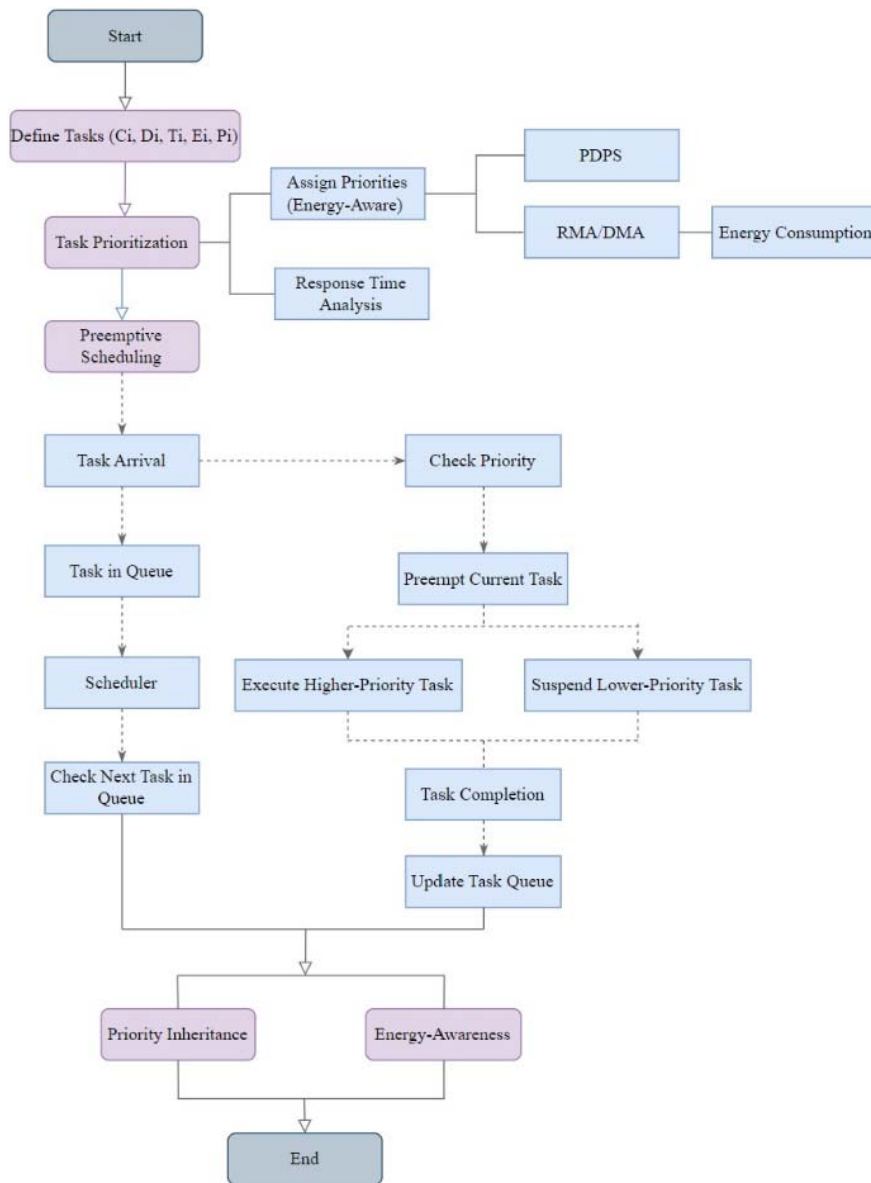 Start
Define Tasks (Ci, Di, Ti, Ei, Pi)
Assign Priorities
(Energy-Aware)
PDPS
Task Prioritization
RMA/DMA
Energy Consumption
Response Time
Analysis
Preemptive
Scheduling
Task Arrival
Check Priority
Task in Queue
Preempt Current Task
Scheduler
Execute Higher-Priority Task
Suspend Lower-Priority Task
Check Next Task in
Queue
Task Completion
Update Task Queue
Priority Inheritance
Energy-Awareness
End